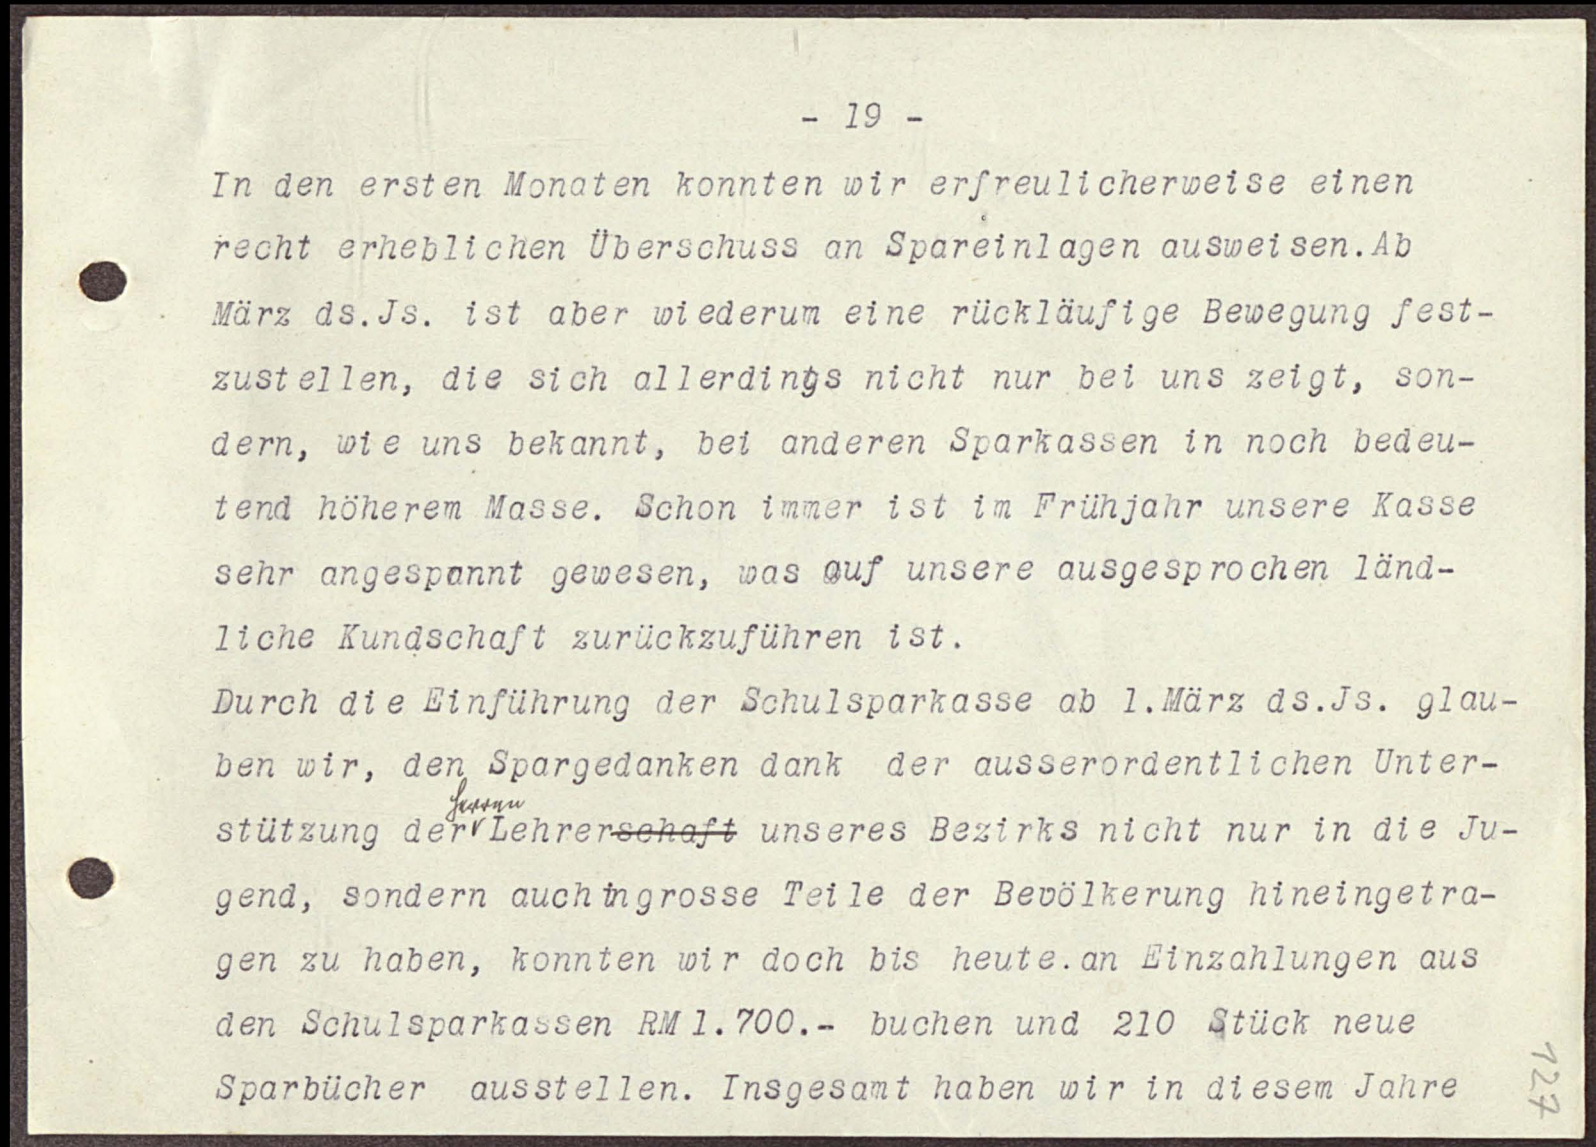 - 19 -
In den ersten Monaten konnten wir erfreulicherweise einen
recht erheblichen Überschuss an Spareinlagen ausweisen.Ab
März ds.Js. ist aber wiederum eine rückläufige Bewegung fest-
zustellen, die sich allerdings nicht nur bei uns zeigt, son-
dern, wie uns bekannt, bei anderen Sparkassen in noch bedeu-
tend höherem Masse. Schon immer ist im Frühjahr unsere Kasse
sehr angespannt gewesen, was auf unsere ausgesprochen länd-
liche Kundschaft zurückzuführen ist.
Durch die Einführung der Schulsparkasse ab 1.März ds.Js. glau-
ben wir, den Spargedanken dank der ausserordentlichen Unter-
Herren
stützung der Lehrerschaft unseres Bezirks nicht nur in die Ju-
gend, sondern auch in grosse Teile der Bevölkerung hineingetra-
gen zu haben, konnten wir doch bis heute.an Einzahlungen aus
den Schulsparkassen RM 1.700.- buchen und 210 Stück neue
Sparbücher ausstellen. Insgesamt haben wir in diesem Jahre
127